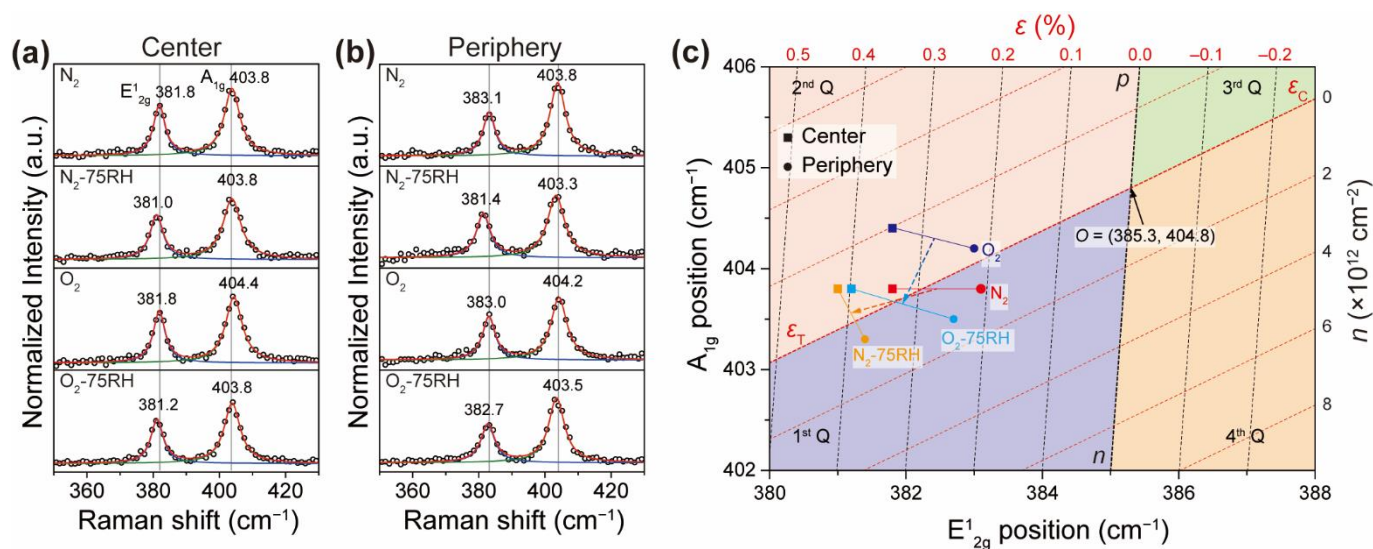 (a)
Center
N₂
E¹₂g 381.8
A₁g 403.8
N₂-75RH
381.0
403.8
O₂
381.8
404.4
O₂-75RH
381.2
403.8
Normalized Intensity (a.u.)
360 380 400 420
Raman shift (cm⁻¹)
(b)
Periphery
N₂
383.1
403.8
N₂-75RH
381.4
403.3
O₂
383.0
404.2
O₂-75RH
382.7
403.5
Normalized Intensity (a.u.)
360 380 400 420
Raman shift (cm⁻¹)
(c)
ε (%)
0.5 0.4 0.3 0.2 0.1 0.0 −0.1 −0.2
406
405
404
403
402
A₁g position (cm⁻¹)
2ⁿᵈ Q
p
3ʳᵈ Q
εC
Center
Periphery
O = (385.3, 404.8)
O₂
N₂
εT
O₂-75RH
N₂-75RH
1ˢᵗ Q
n
4ᵗʰ Q
0
2
4
6
8
n (×10¹² cm⁻²)
380 382 384 386 388
E¹₂g position (cm⁻¹)